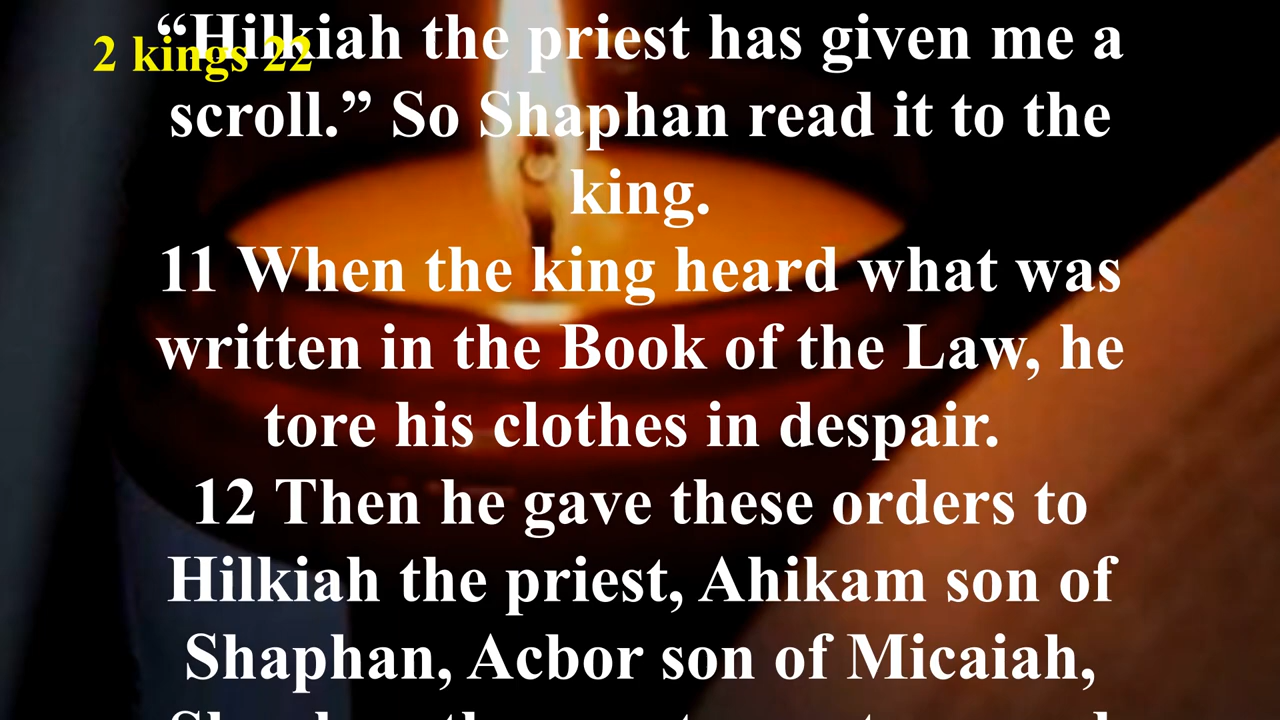 2 kings 22
“Hilkiah the priest has given me a
scroll.” So Shaphan read it to the
king.
11 When the king heard what was
written in the Book of the Law, he
tore his clothes in despair.
12 Then he gave these orders to
Hilkiah the priest, Ahikam son of
Shaphan, Acbor son of Micaiah,